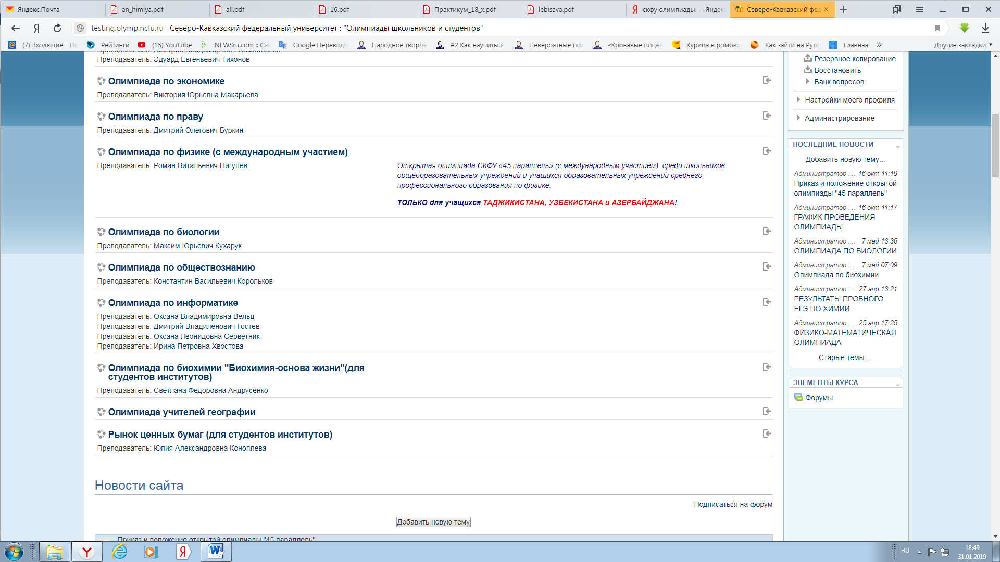 Яндекс.Почта
an_himiya.pdf
all.pdf
16.pdf
Практикум_18_x.pdf
lebisava.pdf
скфу олимпиады — Яндек
Северо-Кавказский фед
testing.olymp.ncfu.ru Северо-Кавказский федеральный университет : "Олимпиады школьников и студентов"
(7) Входящие - По
Рейтинги
(15) YouTube
NEWSru.com :: Са
Google Переводч
Народное творче
#2 Как научиться
Невероятные пси
«Кровавые поцел
Курица в ромовог
Как зайти на Руто
Главная
»
Другие закладки
Преподаватель: Эдуард Евгеньевич Тихонов
Олимпиада по экономике
Преподаватель: Виктория Юрьевна Макарьева
Олимпиада по праву
Преподаватель: Дмитрий Олегович Буркин
Олимпиада по физике (с международным участием)
Преподаватель: Роман Витальевич Пигулев
Открытая олимпиада СКФУ «45 параллель» (с международным участием) среди школьников
общеобразовательных учреждений и учащихся образовательных учреждений среднего
профессионального образования по физике.
ТОЛЬКО для учащихся ТАДЖИКИСТАНА, УЗБЕКИСТАНА и АЗЕРБАЙДЖАНА!
Олимпиада по биологии
Преподаватель: Максим Юрьевич Кухарук
Олимпиада по обществознанию
Преподаватель: Константин Васильевич Корольков
Олимпиада по информатике
Преподаватель: Оксана Владимировна Вельц
Преподаватель: Дмитрий Владиленович Гостев
Преподаватель: Оксана Леонидовна Серветник
Преподаватель: Ирина Петровна Хвостова
Олимпиада по биохимии "Биохимия-основа жизни"(для
студентов институтов)
Преподаватель: Светлана Федоровна Андрусенко
Олимпиада учителей географии
Рынок ценных бумаг (для студентов институтов)
Преподаватель: Юлия Александровна Коноплева
Новости сайта
Подписаться на форум
Добавить новую тему
Приказ и положение открытой олимпиады "45 параллель"
Резервное копирование
Восстановить
Банк вопросов
Настройки моего профиля
Администрирование
ПОСЛЕДНИЕ НОВОСТИ
Добавить новую тему...
Администратор .... 16 окт 11:19
Приказ и положение открытой
олимпиады "45 параллель"
Администратор .... 16 окт 11:17
ГРАФИК ПРОВЕДЕНИЯ
ОЛИМПИАДЫ
Администратор .... 7 май 13:36
ОЛИМПИАДА ПО БИОЛОГИИ
Администратор .... 7 май 07:09
Олимпиада по биохимии
Администратор .... 27 апр 13:21
РЕЗУЛЬТАТЫ ПРОБНОГО
ЕГЭ ПО ХИМИИ
Администратор .... 25 апр 17:25
ФИЗИКО-МАТЕМАТИЧЕСКАЯ
ОЛИМПИАДА
Старые темы ...
ЭЛЕМЕНТЫ КУРСА
Форумы
RU
18:49
31.01.2019